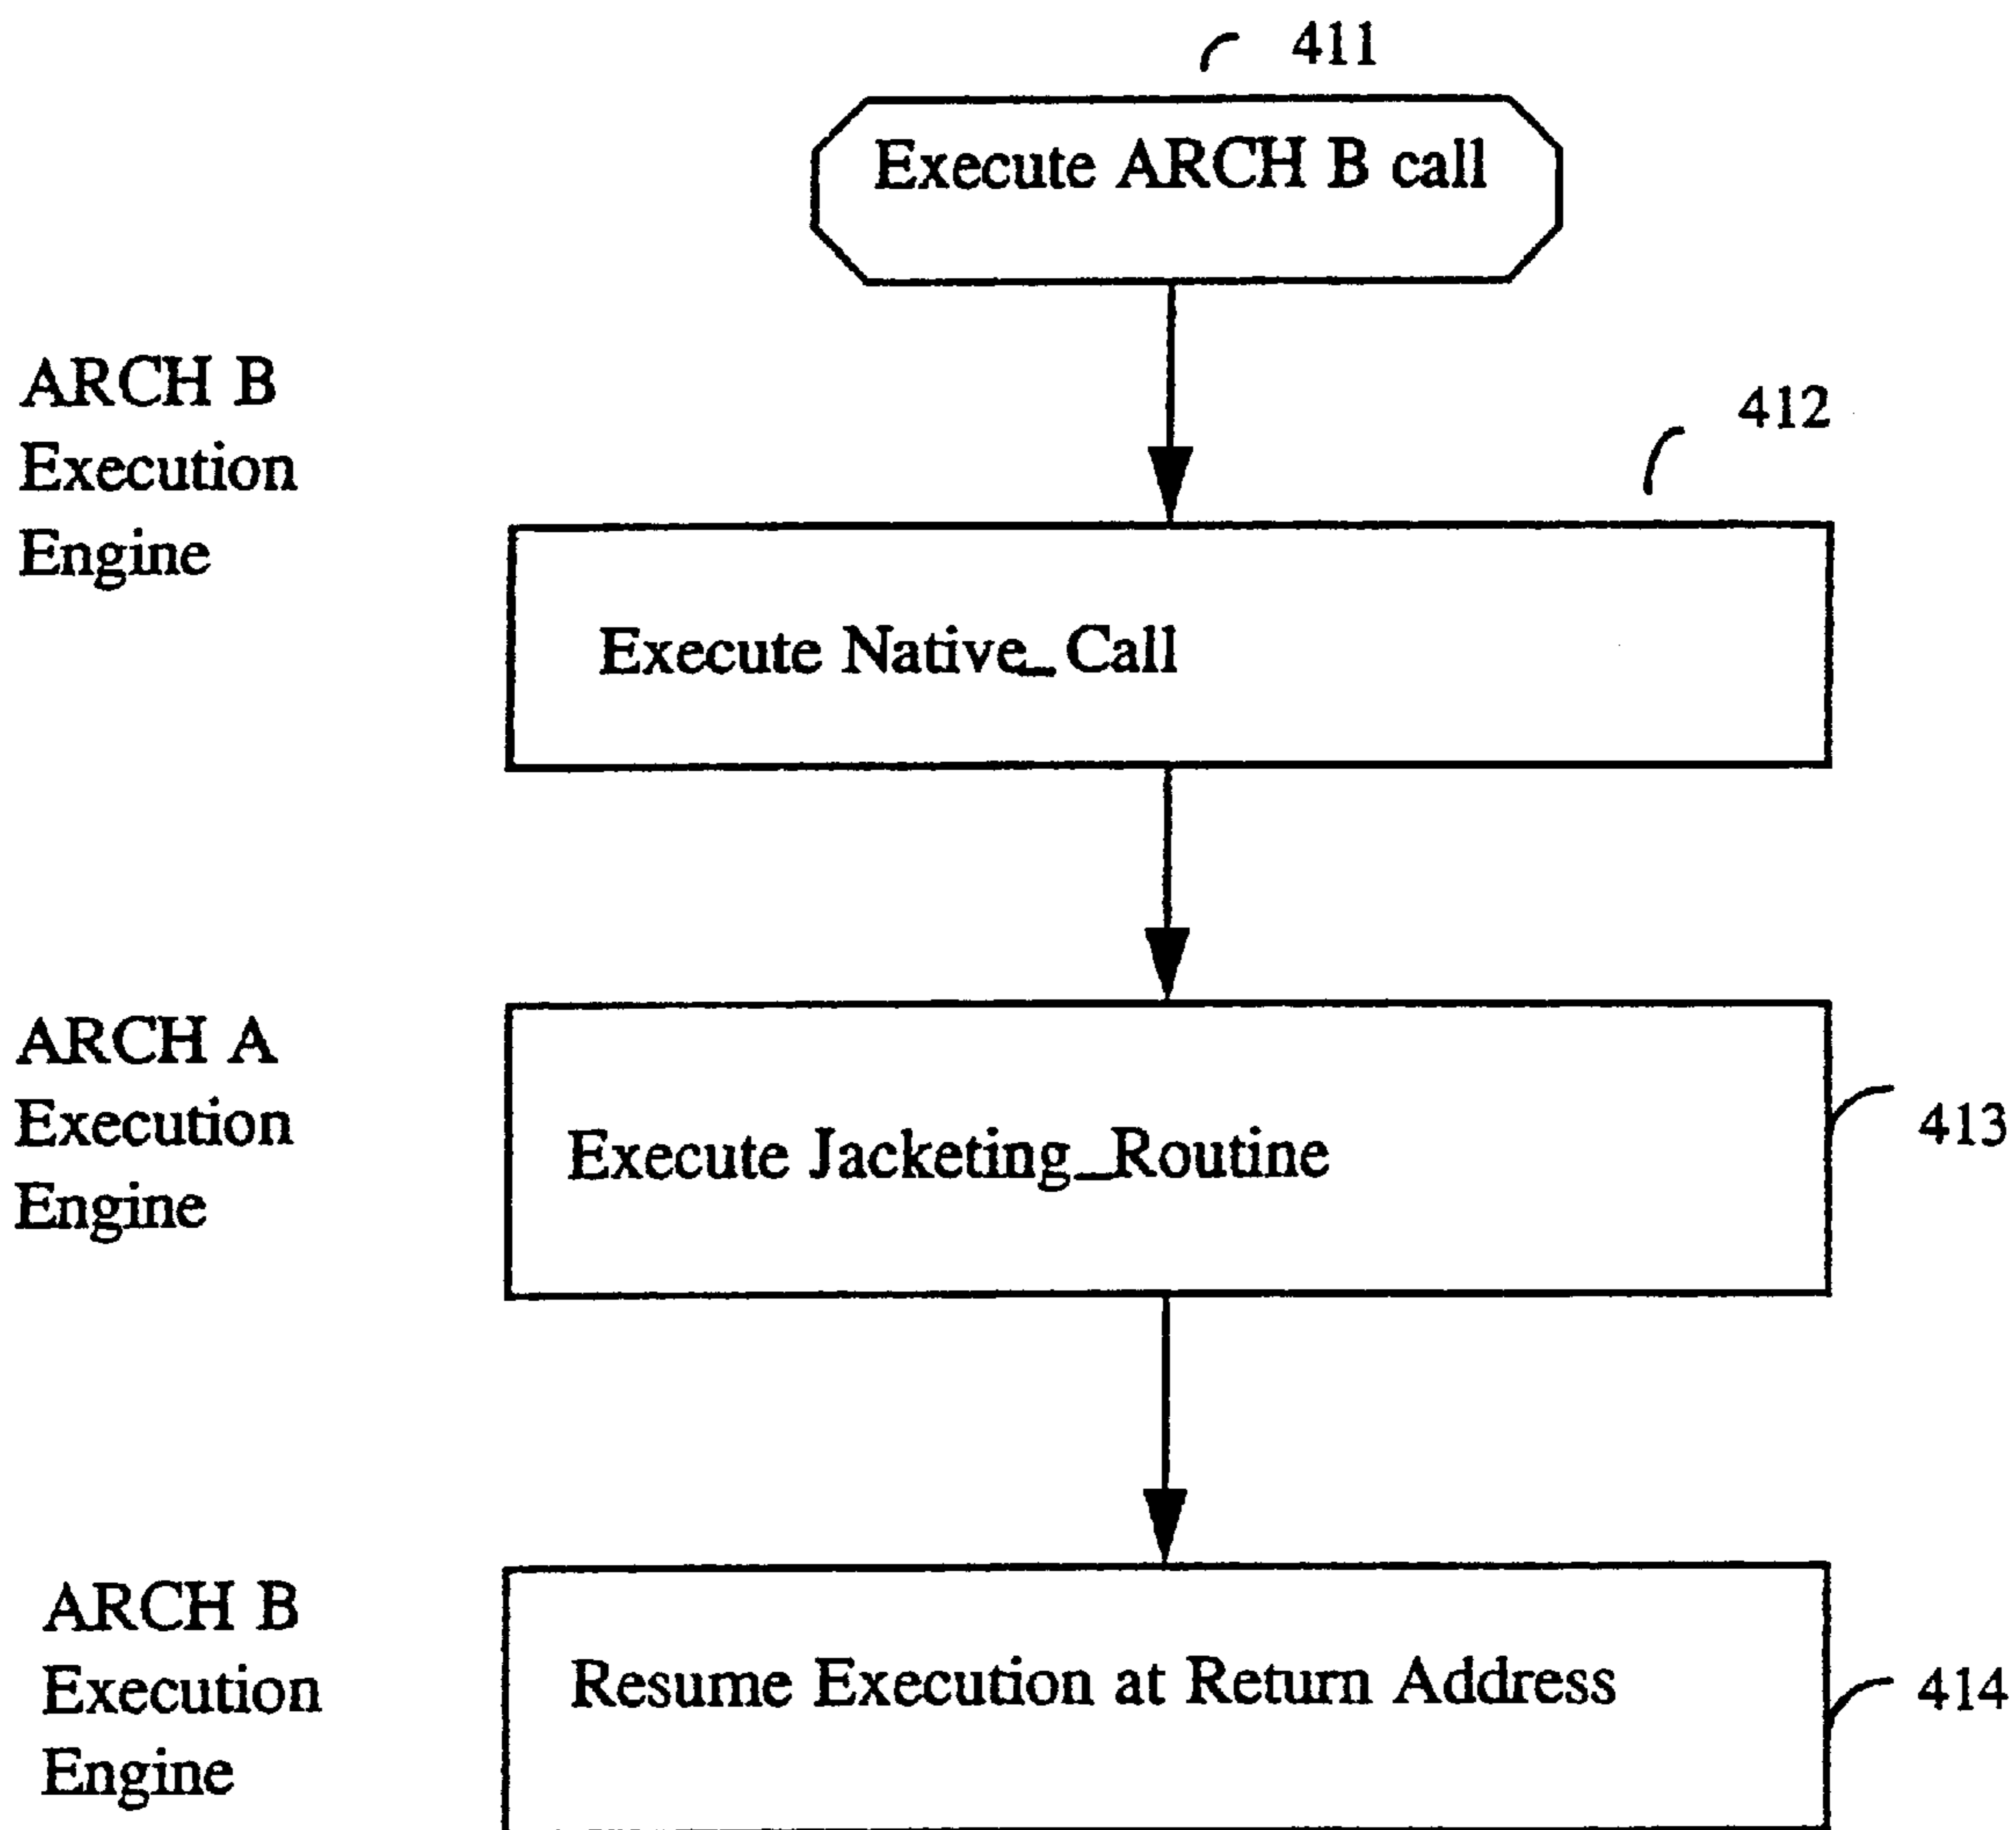 411
Execute ARCH B call
ARCH B
Execution
Engine
412
Execute Native_Call
ARCH A
Execution
Engine
Execute Jacketing_Routine
413
ARCH B
Execution
Engine
Resume Execution at Return Address
414